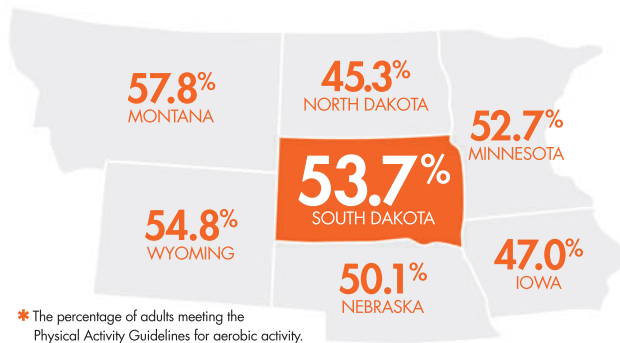 57.8%
MONTANA
45.3%
NORTH DAKOTA
52.7%
MINNESOTA
53.7%
SOUTH DAKOTA
54.8%
WYOMING
50.1%
NEBRASKA
47.0%
IOWA
* The percentage of adults meeting the
Physical Activity Guidelines for aerobic activity.